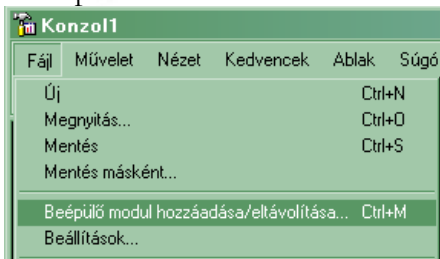 Konzol1
Fájl Művelet Nézet Kedvencek Ablak Súgó
Új Ctrl+N
Megnyitás... Ctrl+O
Mentés Ctrl+S
Mentés másként...
Beépülő modul hozzáadása/eltávolítása... Ctrl+M
Beállítások...